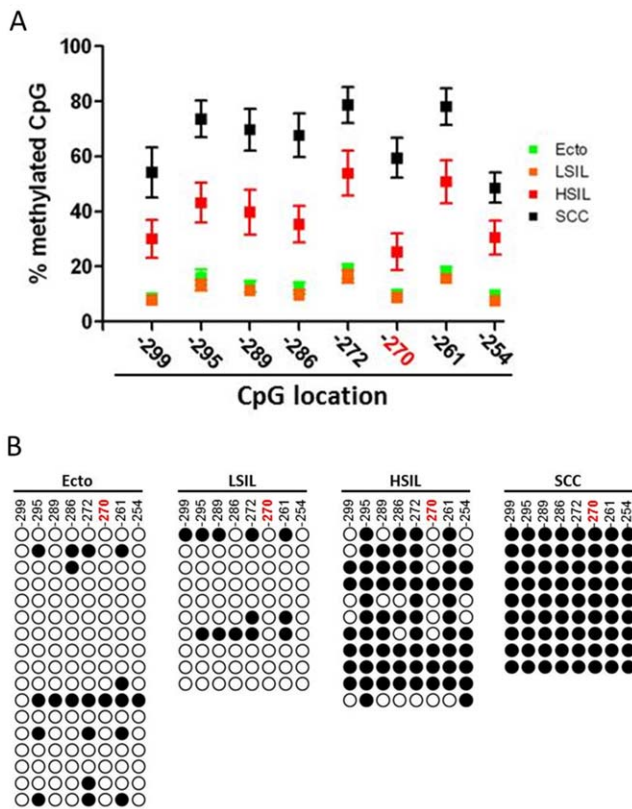 A
100
80
60
40
20
0
% methylated CpG
-299 -295 -289 -286 -272 -270 -261 -254
CpG location
Ecto
LSIL
HSIL
SCC
B
Ecto LSIL HSIL SCC
-299 -295 -289 -286 -272 -270 -261 -254 -299 -295 -289 -286 -272 -270 -261 -254 -299 -295 -289 -286 -272 -270 -261 -254 -299 -295 -289 -286 -272 -270 -261 -254